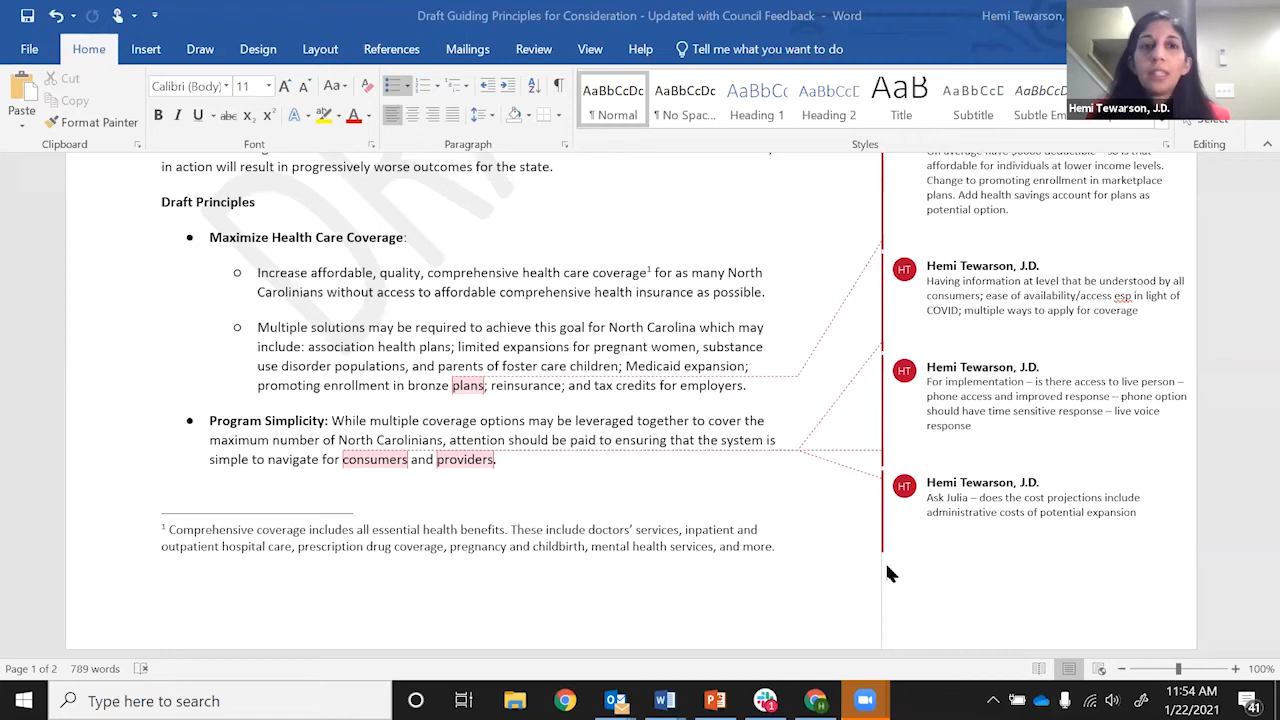 Draft Guiding Principles for Consideration - Updated with Council Feedback - Word
Hemi Tewarson,
File
Home
Insert
Draw
Design
Layout
References
Mailings
Review
View
Help
Tell me what you want to do
Hemi Tewarson, J.D.
Paste
Cut
Copy
Format Painter
Clipboard
Calibri (Body)
11
Font
Paragraph
AaBbCcDc
¶ Normal
AaBbCcDc
¶ No Spac...
AaBbCc
Heading 1
AaBbCcD
Heading 2
AaB
Title
AaBbCcD
Subtitle
AaBbCcDc
Subtle Em
Styles
Select
Editing
in action will result in progressively worse outcomes for the state.
Draft Principles
● Maximize Health Care Coverage:
○ Increase affordable, quality, comprehensive health care coverage¹ for as many North
Carolinians without access to affordable comprehensive health insurance as possible.
○ Multiple solutions may be required to achieve this goal for North Carolina which may
include: association health plans; limited expansions for pregnant women, substance
use disorder populations, and parents of foster care children; Medicaid expansion;
promoting enrollment in bronze plans; reinsurance; and tax credits for employers.
● Program Simplicity: While multiple coverage options may be leveraged together to cover the
maximum number of North Carolinians, attention should be paid to ensuring that the system is
simple to navigate for consumers and providers.
¹ Comprehensive coverage includes all essential health benefits. These include doctors' services, inpatient and
outpatient hospital care, prescription drug coverage, pregnancy and childbirth, mental health services, and more.
On average have $6000 deductible – so is that
affordable for individuals at lower income levels.
Change to promoting enrollment in marketplace
plans. Add health savings account for plans as
potential option.
HT
Hemi Tewarson, J.D.
Having information at level that be understood by all
consumers; ease of availability/access esp in light of
COVID; multiple ways to apply for coverage
HT
Hemi Tewarson, J.D.
For implementation – is there access to live person –
phone access and improved response – phone option
should have time sensitive response – live voice
response
HT
Hemi Tewarson, J.D.
Ask Julia – does the cost projections include
administrative costs of potential expansion
Page 1 of 2
789 words
100%
Type here to search
11:54 AM
1/22/2021
41